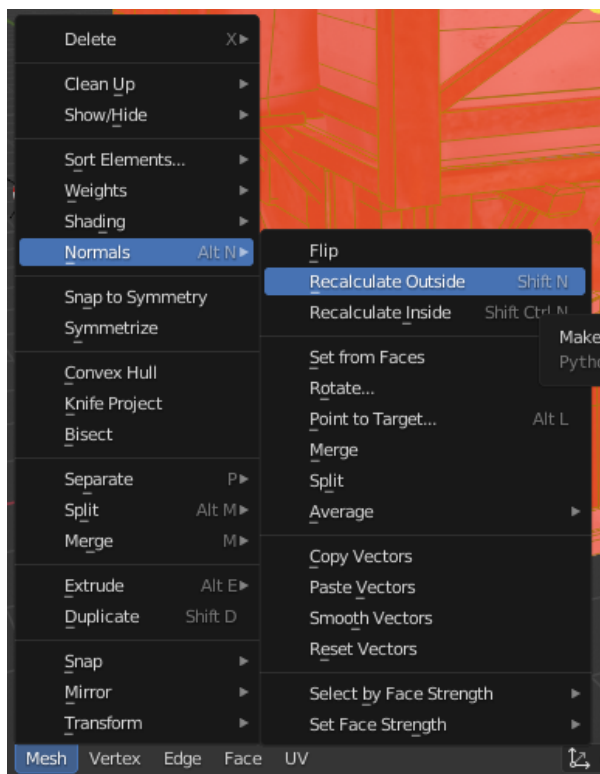 Delete X
Clean Up
Show/Hide
Sort Elements...
Weights
Shading
Normals Alt N
Snap to Symmetry
Symmetrize
Convex Hull
Knife Project
Bisect
Separate P
Split Alt M
Merge M
Extrude Alt E
Duplicate Shift D
Snap
Mirror
Transform
Flip
Recalculate Outside Shift N
Recalculate Inside Shift Ctrl N
Make
Pytho
Set from Faces
Rotate...
Point to Target... Alt L
Merge
Split
Average
Copy Vectors
Paste Vectors
Smooth Vectors
Reset Vectors
Select by Face Strength
Set Face Strength
Mesh Vertex Edge Face UV